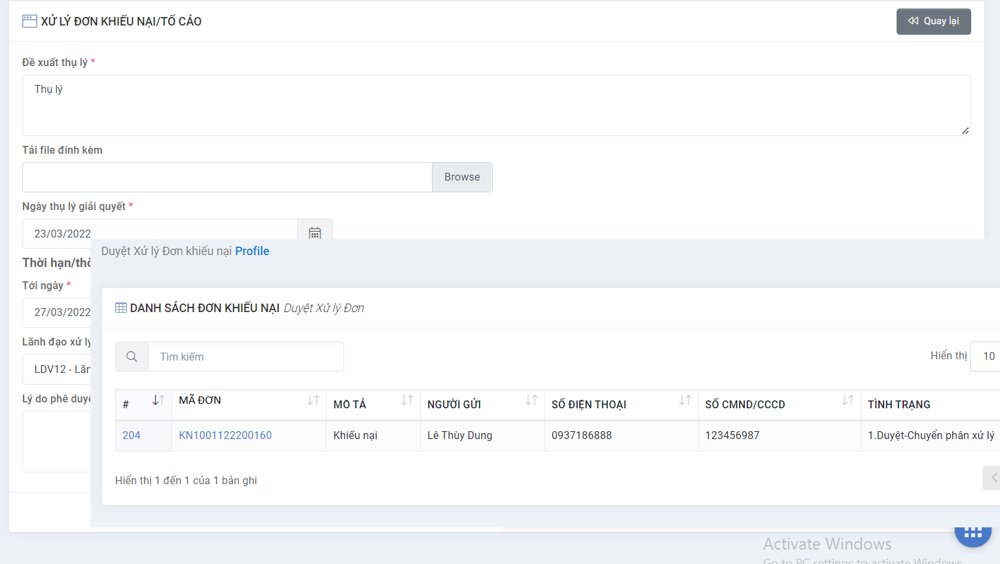 XỬ LÝ ĐƠN KHIẾU NẠI/TỐ CÁO
Quay lại
Đề xuất thụ lý *
Thụ lý
Tải file đính kèm
Browse
Ngày thụ lý giải quyết *
23/03/2022
Thời hạn/thờ
Tới ngày *
27/03/2022
Lãnh đạo xử lý
LDV12 - Lãn
Lý do phê duyệ
Duyệt Xử lý Đơn khiếu nại Profile
DANH SÁCH ĐƠN KHIẾU NẠI Duyệt Xử lý Đơn
Tìm kiếm
Hiển thị 10
# MÃ ĐƠN MÔ TẢ NGƯỜI GỬI SỐ ĐIỆN THOẠI SỐ CMND/CCCD TÌNH TRẠNG
204 KN1001122200160 Khiếu nại Lê Thùy Dung 0937186888 123456987 1.Duyệt-Chuyển phân xử lý
Hiển thị 1 đến 1 của 1 bản ghi
Activate Windows
Go to PC settings to activate Windows.